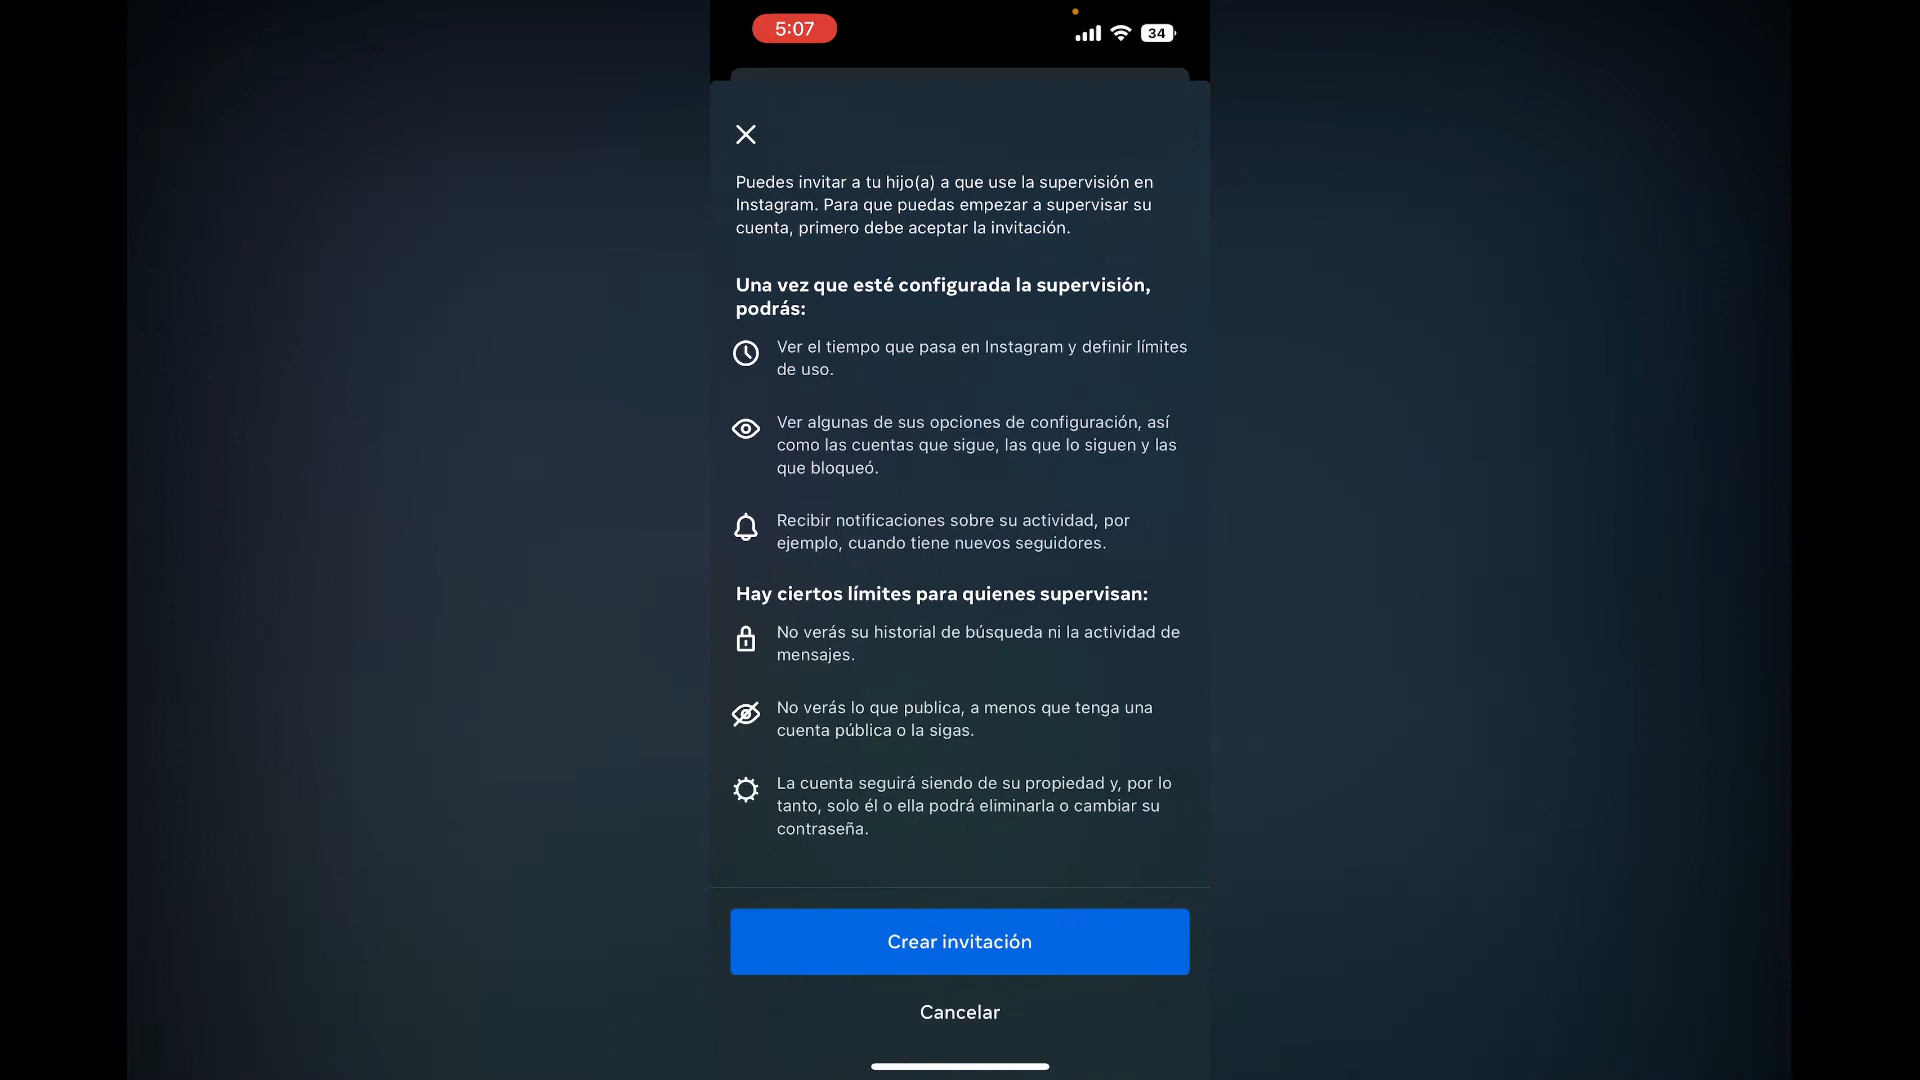 5:07
34
Puedes invitar a tu hijo(a) a que use la supervisión en
Instagram. Para que puedas empezar a supervisar su
cuenta, primero debe aceptar la invitación.
Una vez que esté configurada la supervisión,
podrás:
Ver el tiempo que pasa en Instagram y definir límites
de uso.
Ver algunas de sus opciones de configuración, así
como las cuentas que sigue, las que lo siguen y las
que bloqueó.
Recibir notificaciones sobre su actividad, por
ejemplo, cuando tiene nuevos seguidores.
Hay ciertos límites para quienes supervisan:
No verás su historial de búsqueda ni la actividad de
mensajes.
No verás lo que publica, a menos que tenga una
cuenta pública o la sigas.
La cuenta seguirá siendo de su propiedad y, por lo
tanto, solo él o ella podrá eliminarla o cambiar su
contraseña.
Crear invitación
Cancelar